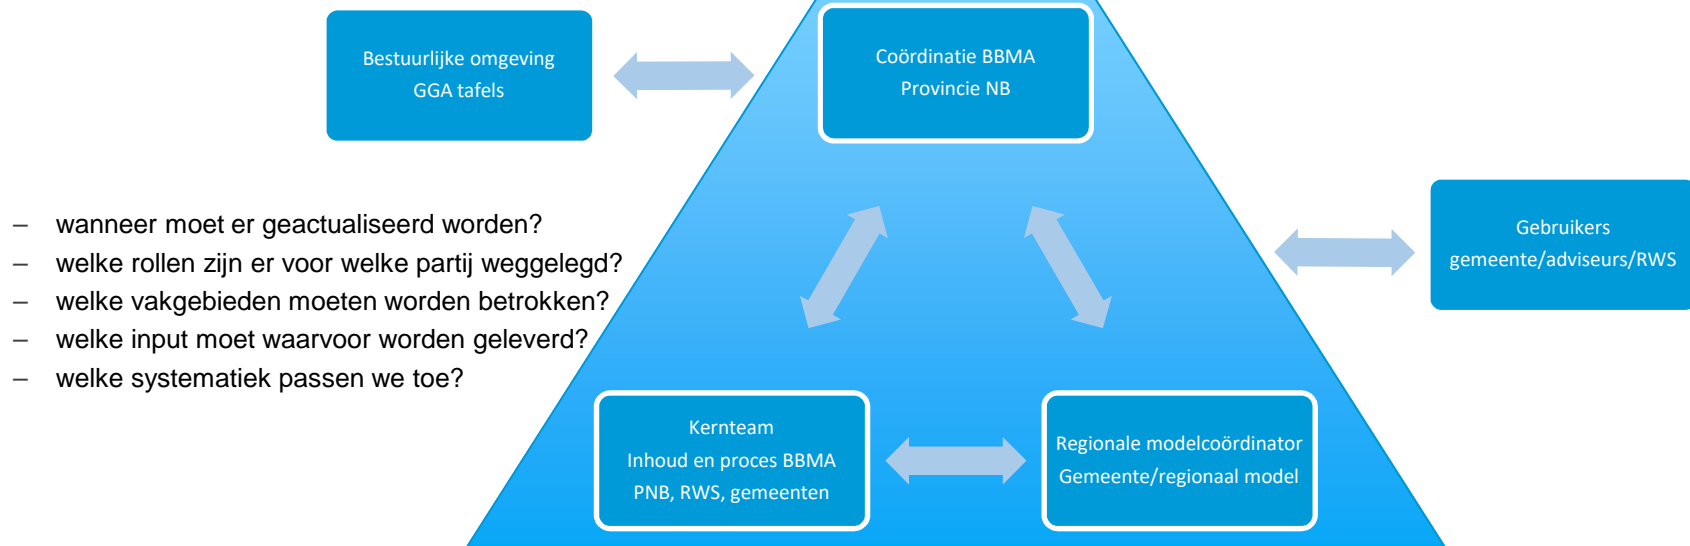 Bestuurlijke omgeving
GGA tafels
Coördinatie BBMA
Provincie NB
Gebruikers
gemeente/adviseurs/RWS
– wanneer moet er geactualiseerd worden?
– welke rollen zijn er voor welke partij weggelegd?
– welke vakgebieden moeten worden betrokken?
– welke input moet waarvoor worden geleverd?
– welke systematiek passen we toe?
Kernteam
Inhoud en proces BBMA
PNB, RWS, gemeenten
Regionale modelcoördinator
Gemeente/regionaal model